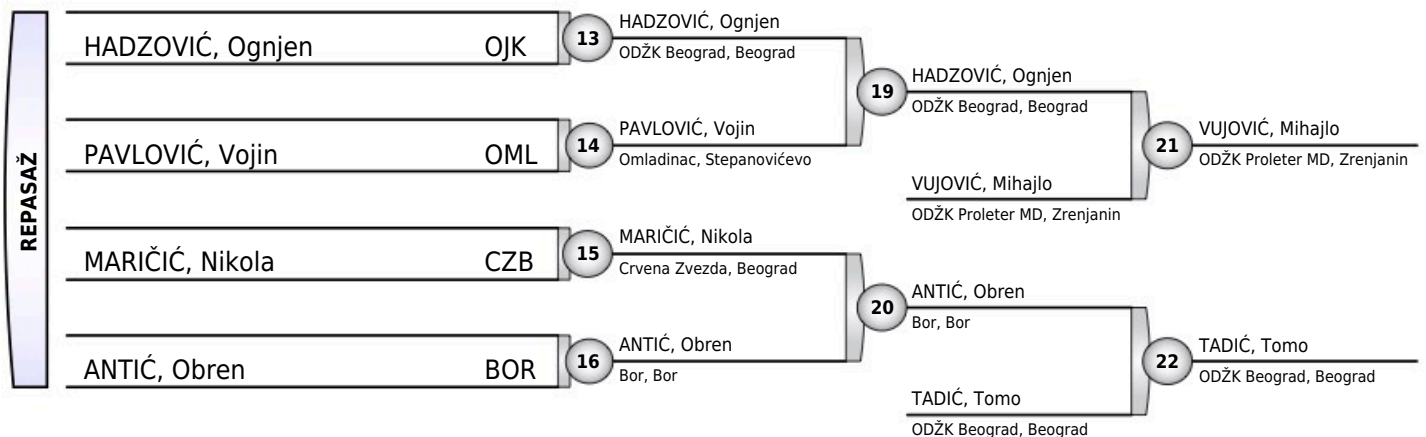 REPASAŽ
HADZOVIĆ, Ognjen OJK
PAVLOVIĆ, Vojin OML
MARIČIĆ, Nikola CZB
ANTIĆ, Obren BOR
13
HADZOVIĆ, Ognjen
ODŽK Beograd, Beograd
14
PAVLOVIĆ, Vojin
Omladinac, Stepanovićevo
15
MARIČIĆ, Nikola
Crvena Zvezda, Beograd
16
ANTIĆ, Obren
Bor, Bor
19
HADZOVIĆ, Ognjen
ODŽK Beograd, Beograd
VUJOVIĆ, Mihajlo
ODŽK Proleter MD, Zrenjanin
20
ANTIĆ, Obren
Bor, Bor
TADIĆ, Tomo
ODŽK Beograd, Beograd
21
VUJOVIĆ, Mihajlo
ODŽK Proleter MD, Zrenjanin
22
TADIĆ, Tomo
ODŽK Beograd, Beograd